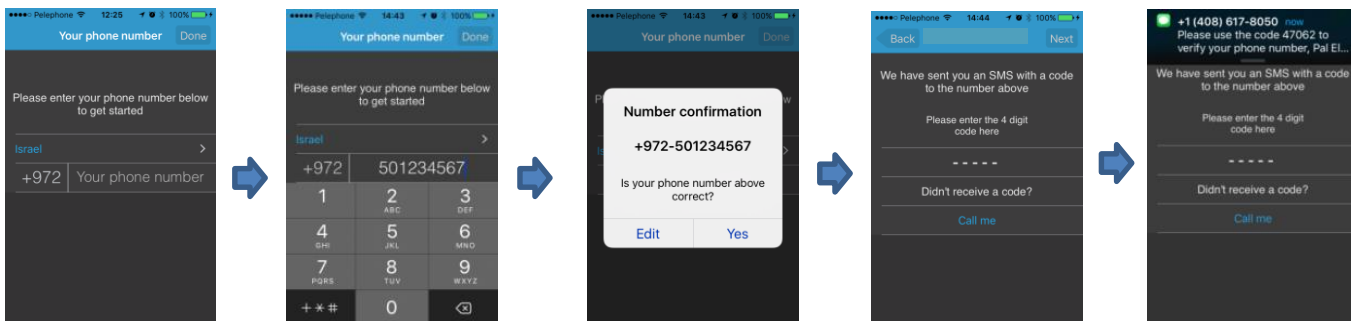 Pelephone 12:25 100%
Your phone number Done
Please enter your phone number below
to get started
Israel
+972 Your phone number
Pelephone 14:43 100%
Your phone number Done
Please enter your phone number below
to get started
Israel
+972 501234567
1 2 3
ABC DEF
4 5 6
GHI JKL MNO
7 8 9
PQRS TUV WXYZ
+*# 0
Pelephone 14:43 100%
Your phone number Done
Number confirmation
+972-501234567
Is your phone number above
correct?
Edit Yes
Pelephone 14:44 100%
Back Next
We have sent you an SMS with a code
to the number above
Please enter the 4 digit
code here
- - - - -
Didn't receive a code?
Call me
+1 (408) 617-8050 now
Please use the code 47062 to
verify your phone number, Pal El...
We have sent you an SMS with a code
to the number above
Please enter the 4 digit
code here
- - - - -
Didn't receive a code?
Call me